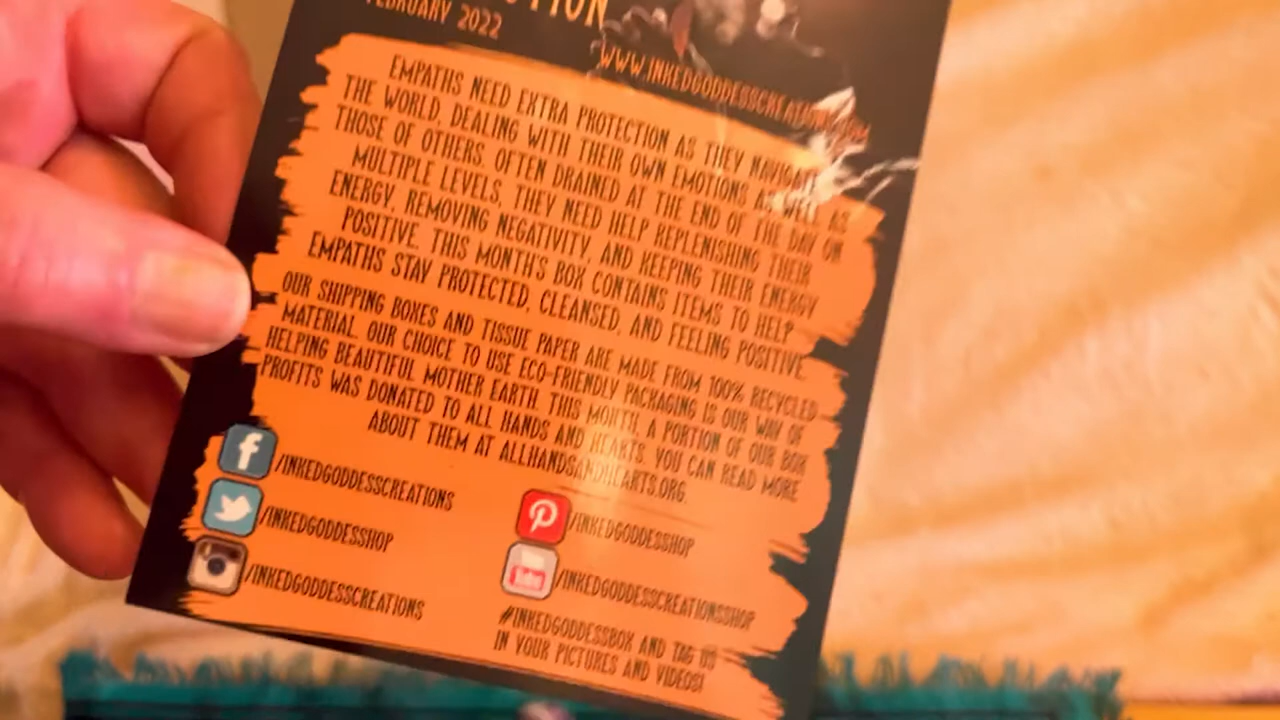 FEBRUARY 2022
WWW.INKEDGODDESSCREATIONS.COM
EMPATHS NEED EXTRA PROTECTION AS THEY NAVIGATE
THE WORLD, DEALING WITH THEIR OWN EMOTIONS AS WELL AS
THOSE OF OTHERS. OFTEN DRAINED AT THE END OF THE DAY ON
MULTIPLE LEVELS, THEY NEED HELP REPLENISHING THEIR
ENERGY, REMOVING NEGATIVITY, AND KEEPING THEIR ENERGY
POSITIVE. THIS MONTH'S BOX CONTAINS ITEMS TO HELP
EMPATHS STAY PROTECTED, CLEANSED, AND FEELING POSITIVE.
OUR SHIPPING BOXES AND TISSUE PAPER ARE MADE FROM 100% RECYCLED
MATERIAL. OUR CHOICE TO USE ECO-FRIENDLY PACKAGING IS OUR WAY OF
HELPING BEAUTIFUL MOTHER EARTH. THIS MONTH, A PORTION OF OUR BOX
PROFITS WAS DONATED TO ALL HANDS AND HEARTS. YOU CAN READ MORE
ABOUT THEM AT ALLHANDSANDHEARTS.ORG.
/INKEDGODDESSCREATIONS
/INKEDGODDESSHOP
/INKEDGODDESSCREATIONS
/INKEDGODDESSHOP
/INKEDGODDESSCREATIONSSHOP
#INKEDGODDESSBOX AND TAG US
IN YOUR PICTURES AND VIDEOS!